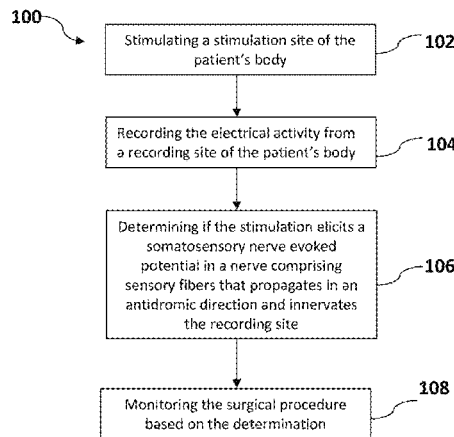 100
Stimulating a stimulation site of the
patient's body
102
Recording the electrical activity from
a recording site of the patient's body
104
Determining if the stimulation elicits a
somatosensory nerve evoked
potential in a nerve comprising
sensory fibers that propagates in an
antidromic direction and innervates
the recording site
106
Monitoring the surgical procedure
based on the determination
108